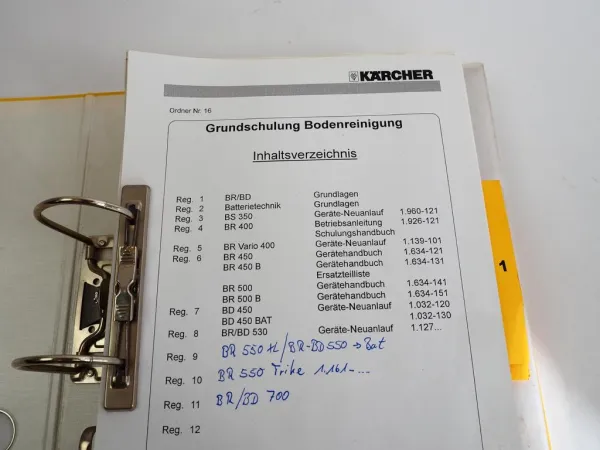 KÄRCHER
Ordner Nr. 16
Grundschulung Bodenreinigung
Inhaltsverzeichnis
Reg. 1 BR/BD Grundlagen
Reg. 2 Batterietechnik Grundlagen
Reg. 3 BS 350 Geräte-Neuanlauf 1.960-121
Reg. 4 BR 400 Betriebsanleitung 1.926-121
Schulungshandbuch
Reg. 5 BR Vario 400 Geräte-Neuanlauf 1.139-101
Reg. 6 BR 450 Gerätehandbuch 1.634-121
BR 450 B Gerätehandbuch 1.634-131
Ersatzteilliste
BR 500 Gerätehandbuch 1.634-141
BR 500 B Gerätehandbuch 1.634-151
Reg. 7 BD 450 Geräte-Neuanlauf 1.032-120
BD 450 BAT 1.032-130
Reg. 8 BR/BD 530 Geräte-Neuanlauf 1.127...
Reg. 9 BR 550 HL/BR-BD 550 → Bat
Reg. 10 BR 550 Trike 1.161-...
Reg. 11 BR/BD 700
Reg. 12
1